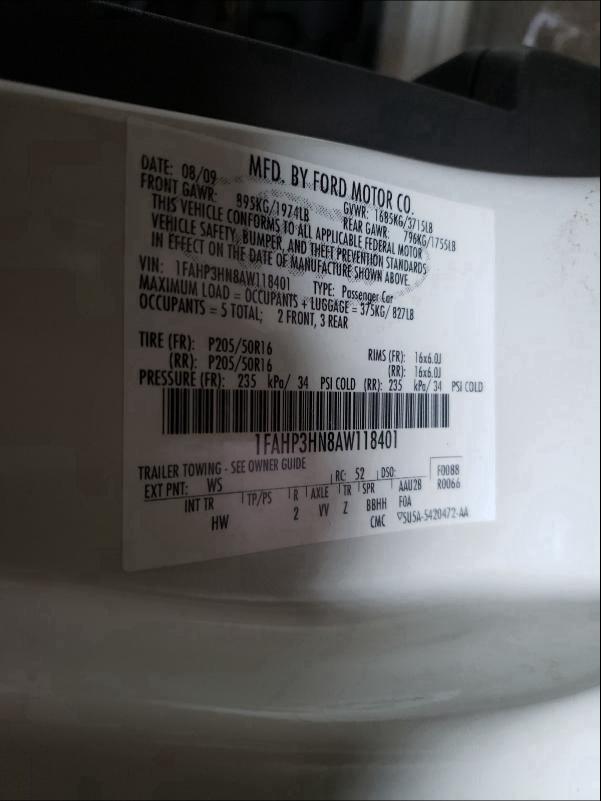 MFD. BY FORD MOTOR CO.
DATE: 08/09 GVWR: 1685KG/3715LB
FRONT GAWR: 895KG/1974LB REAR GAWR: 796KG/1755LB
THIS VEHICLE CONFORMS TO ALL APPLICABLE FEDERAL MOTOR
VEHICLE SAFETY, BUMPER, AND THEFT PREVENTION STANDARDS
IN EFFECT ON THE DATE OF MANUFACTURE SHOWN ABOVE.
VIN: 1FAHP3HN8AW118401 TYPE: Passenger Car
MAXIMUM LOAD = OCCUPANTS + LUGGAGE = 375KG/ 827LB
OCCUPANTS = 5 TOTAL; 2 FRONT, 3 REAR
TIRE (FR): P205/50R16 RIMS (FR): 16x6.0J
(RR): P205/50R16 (RR): 16x6.0J
PRESSURE (FR): 235 kPa/ 34 PSI COLD (RR): 235 kPa/ 34 PSI COLD
1FAHP3HN8AW118401
TRAILER TOWING - SEE OWNER GUIDE F0088
EXT PNT: WS RC: 52 DSO: R0066
INT TR TP/PS R AXLE TR SPR AAU2B
HW 2 VV Z BBHH F0A
CMC ▽5U5A-5420472-AA